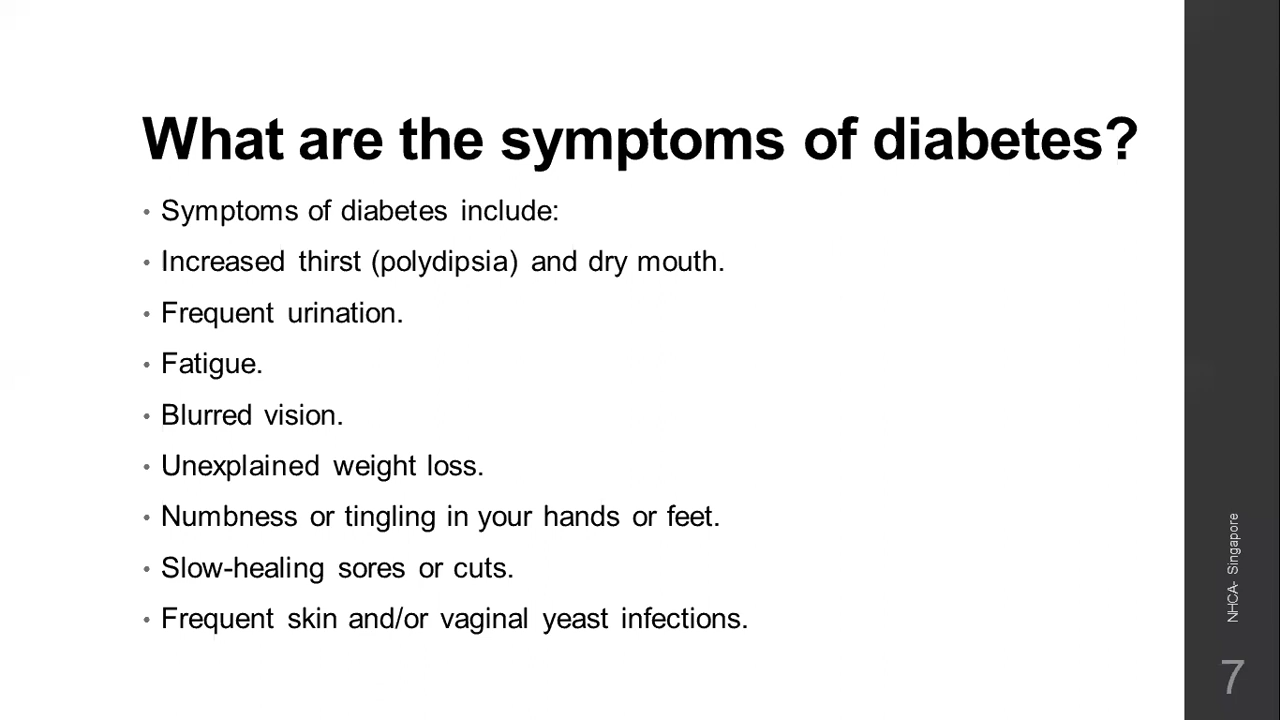 What are the symptoms of diabetes?
• Symptoms of diabetes include:
• Increased thirst (polydipsia) and dry mouth.
• Frequent urination.
• Fatigue.
• Blurred vision.
• Unexplained weight loss.
• Numbness or tingling in your hands or feet.
• Slow-healing sores or cuts.
• Frequent skin and/or vaginal yeast infections.
NHCA- Singapore
7